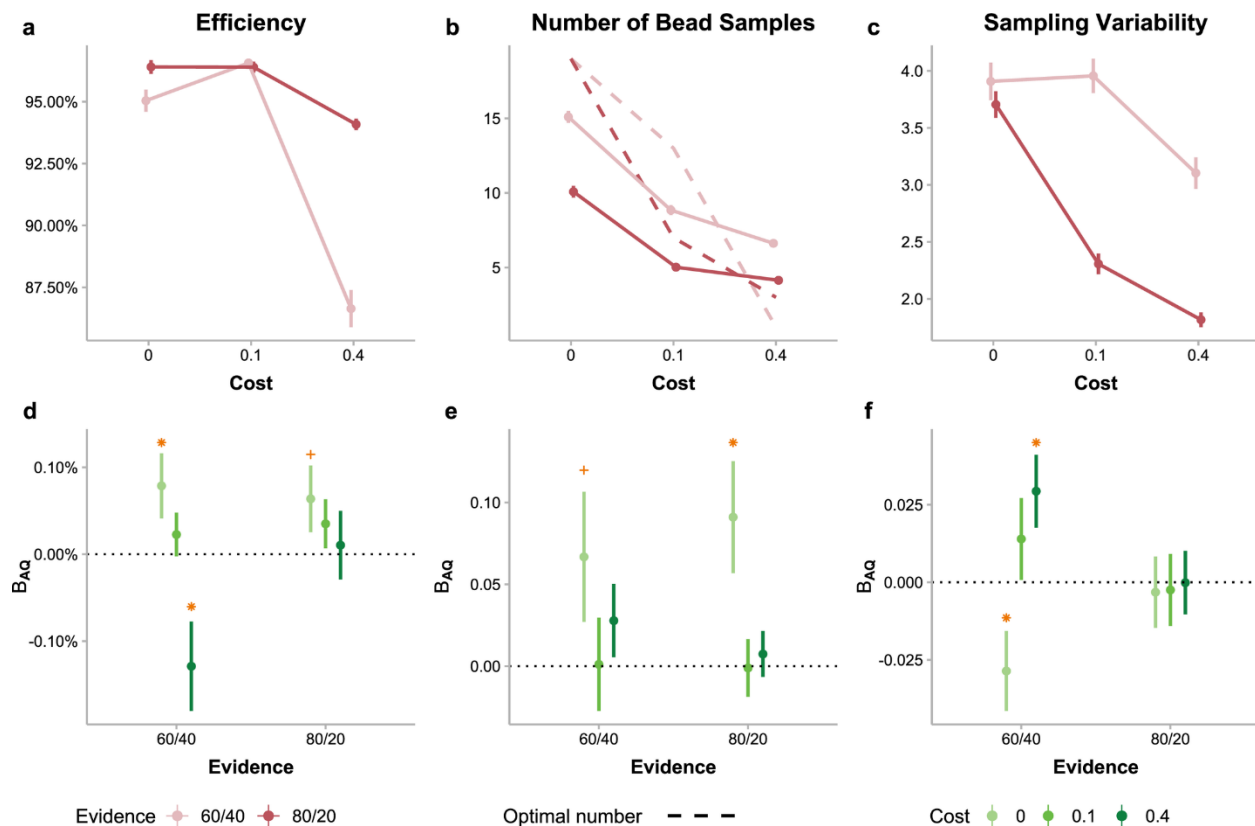 a Efficiency
95.00%
92.50%
90.00%
87.50%
0 0.1 0.4
Cost
b Number of Bead Samples
15
10
5
0 0.1 0.4
Cost
c Sampling Variability
4.0
3.5
3.0
2.5
2.0
0 0.1 0.4
Cost
d
BAQ
0.10%
0.00%
-0.10%
* + *
60/40 80/20
Evidence
e
BAQ
0.10
0.05
0.00
+ *
60/40 80/20
Evidence
f
BAQ
0.025
0.000
-0.025
* *
60/40 80/20
Evidence
Evidence 60/40 80/20 Optimal number Cost 0 0.1 0.4